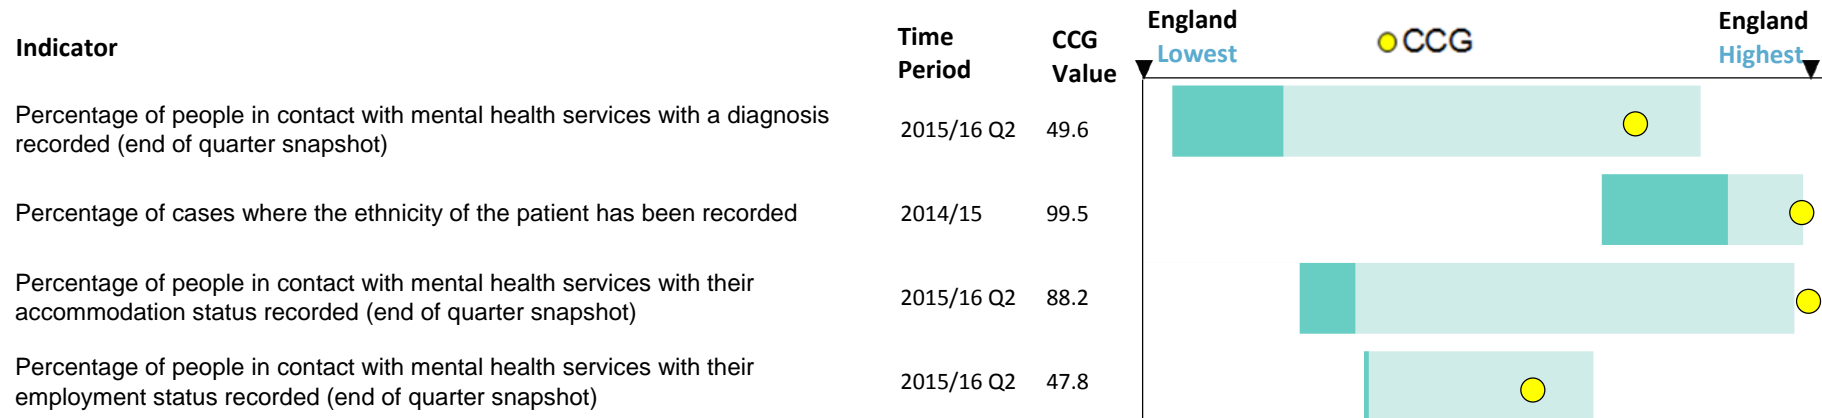 Indicator
Time
Period
CCG
Value
England
Lowest
CCG
England
Highest
Percentage of people in contact with mental health services with a diagnosis
recorded (end of quarter snapshot)
2015/16 Q2
49.6
Percentage of cases where the ethnicity of the patient has been recorded
2014/15
99.5
Percentage of people in contact with mental health services with their
accommodation status recorded (end of quarter snapshot)
2015/16 Q2
88.2
Percentage of people in contact with mental health services with their
employment status recorded (end of quarter snapshot)
2015/16 Q2
47.8